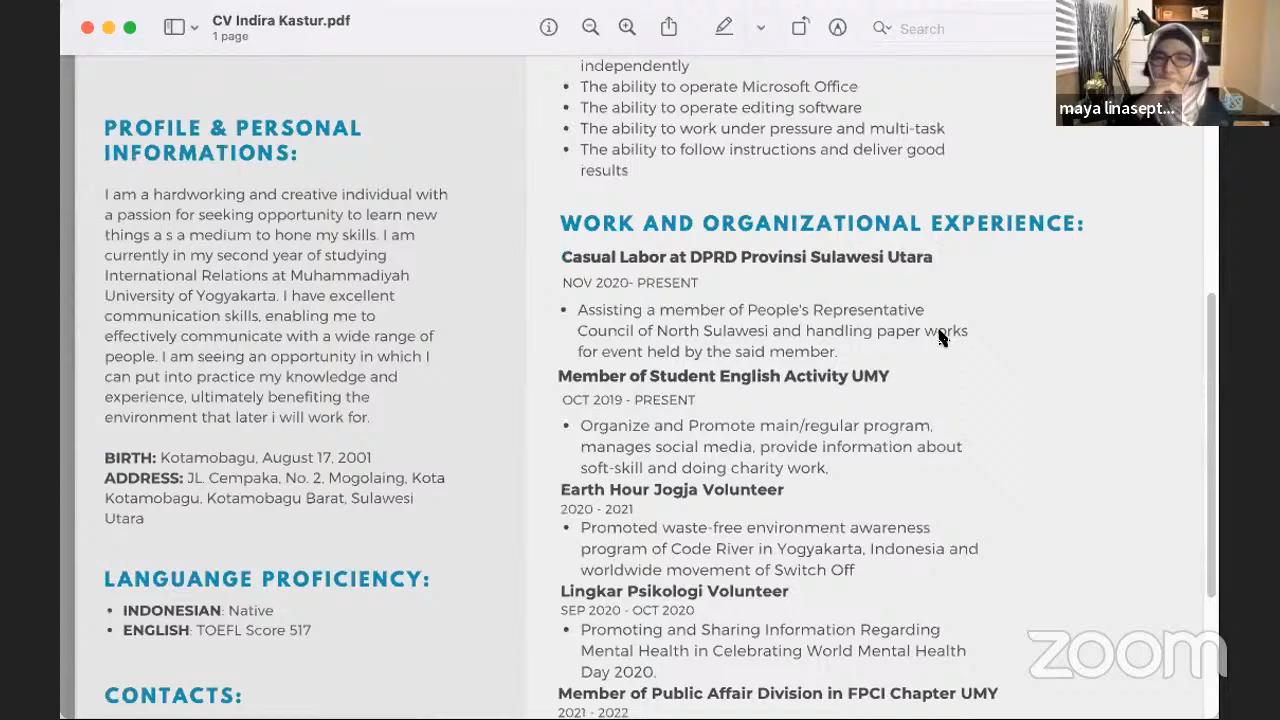 CV Indira Kastur.pdf
1 page
Search
maya linasept...
PROFILE & PERSONAL
INFORMATIONS:
I am a hardworking and creative individual with
a passion for seeking opportunity to learn new
things a s a medium to hone my skills. I am
currently in my second year of studying
International Relations at Muhammadiyah
University of Yogyakarta. I have excellent
communication skills, enabling me to
effectively communicate with a wide range of
people. I am seeing an opportunity in which I
can put into practice my knowledge and
experience, ultimately benefiting the
environment that later i will work for.
BIRTH: Kotamobagu, August 17, 2001
ADDRESS: JL. Cempaka, No. 2, Mogolaing, Kota
Kotamobagu, Kotamobagu Barat, Sulawesi
Utara
LANGUANGE PROFICIENCY:
• INDONESIAN: Native
• ENGLISH: TOEFL Score 517
CONTACTS:
independently
• The ability to operate Microsoft Office
• The ability to operate editing software
• The ability to work under pressure and multi-task
• The ability to follow instructions and deliver good
results
WORK AND ORGANIZATIONAL EXPERIENCE:
Casual Labor at DPRD Provinsi Sulawesi Utara
NOV 2020- PRESENT
• Assisting a member of People's Representative
Council of North Sulawesi and handling paper works
for event held by the said member.
Member of Student English Activity UMY
OCT 2019 - PRESENT
• Organize and Promote main/regular program,
manages social media, provide information about
soft-skill and doing charity work,
Earth Hour Jogja Volunteer
2020 - 2021
• Promoted waste-free environment awareness
program of Code River in Yogyakarta, Indonesia and
worldwide movement of Switch Off
Lingkar Psikologi Volunteer
SEP 2020 - OCT 2020
• Promoting and Sharing Information Regarding
Mental Health in Celebrating World Mental Health
Day 2020.
Member of Public Affair Division in FPCI Chapter UMY
2021 - 2022
zoom